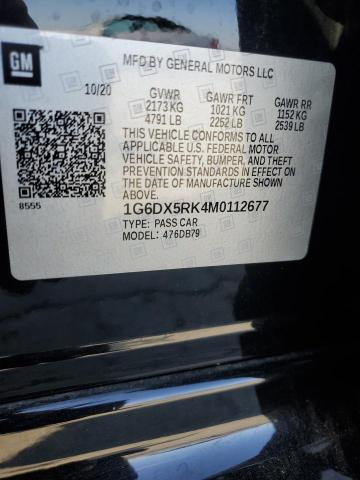 GM
MFD BY GENERAL MOTORS LLC
10/20 GVWR GAWR FRT GAWR RR
2173 KG 1021 KG 1152 KG
4791 LB 2252 LB 2539 LB
THIS VEHICLE CONFORMS TO ALL
APPLICABLE U.S. FEDERAL MOTOR
VEHICLE SAFETY, BUMPER, AND THEFT
PREVENTION STANDARDS IN EFFECT ON
THE DATE OF MANUFACTURE SHOWN
ABOVE.
1G6DX5RK4M0112677
TYPE: PASS CAR
8555 MODEL: 476DB79